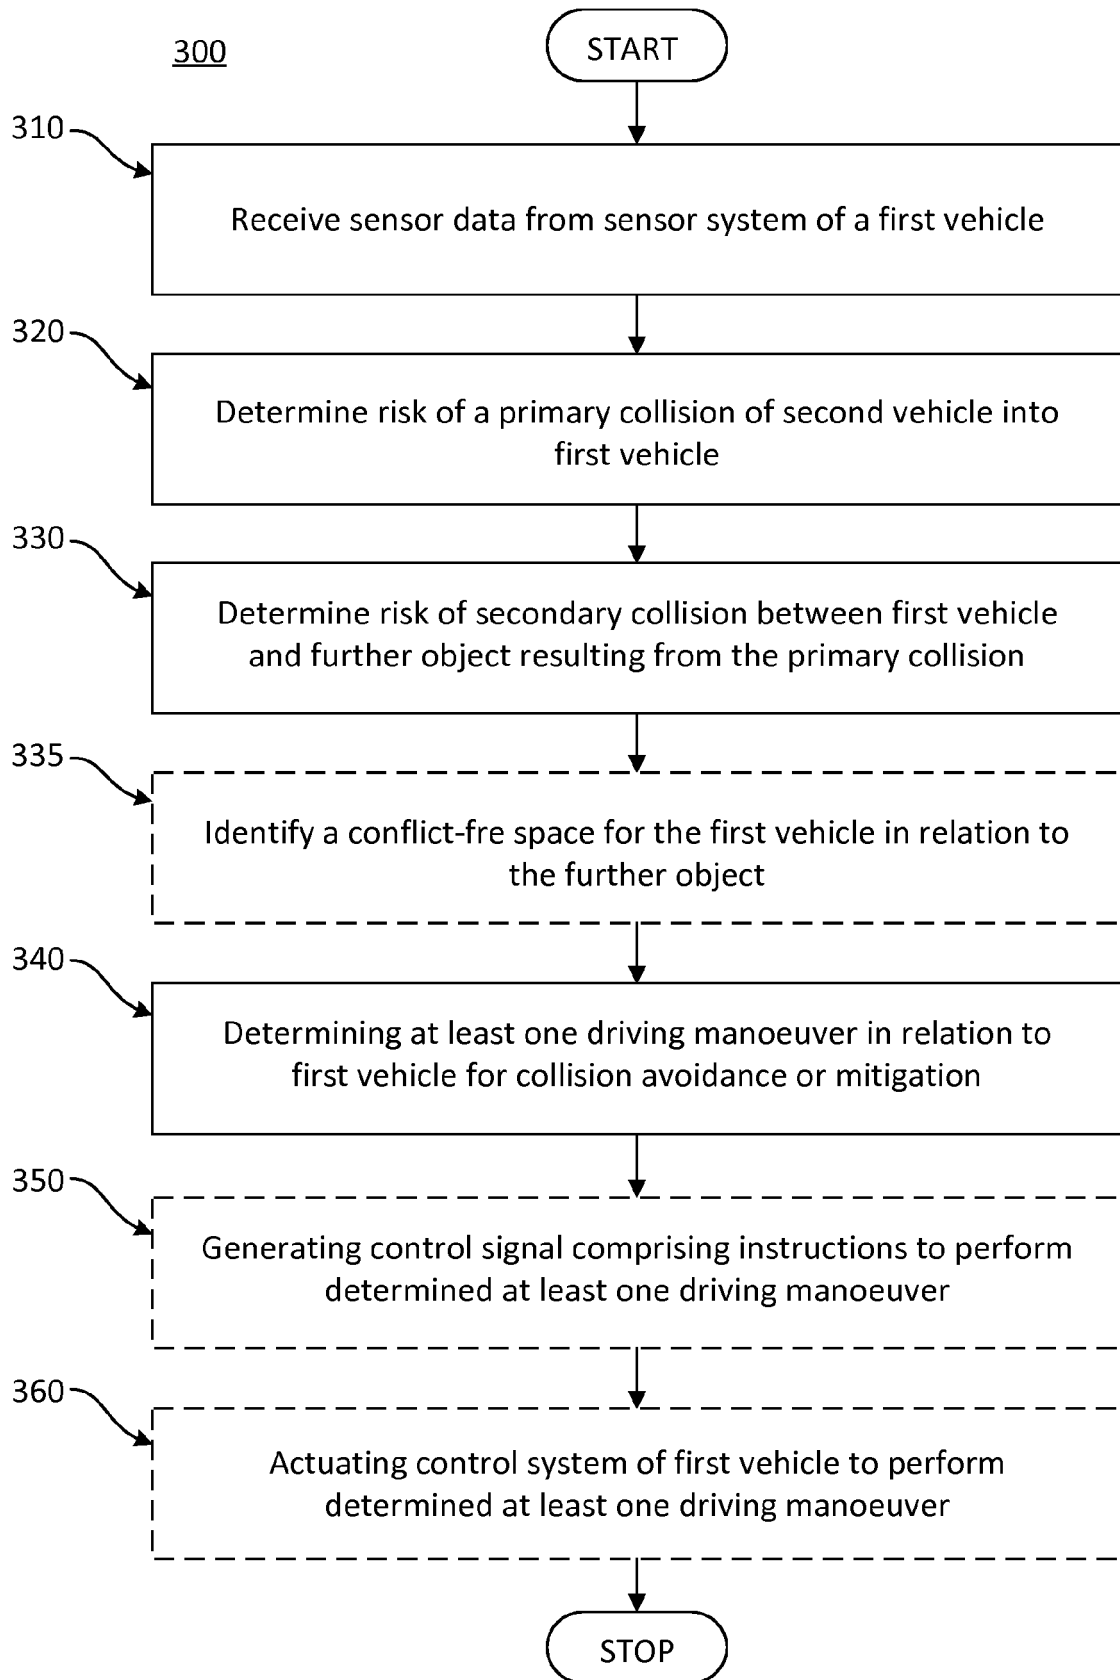 300
START
310
Receive sensor data from sensor system of a first vehicle
320
Determine risk of a primary collision of second vehicle into
first vehicle
330
Determine risk of secondary collision between first vehicle
and further object resulting from the primary collision
335
Identify a conflict-fre space for the first vehicle in relation to
the further object
340
Determining at least one driving manoeuver in relation to
first vehicle for collision avoidance or mitigation
350
Generating control signal comprising instructions to perform
determined at least one driving manoeuver
360
Actuating control system of first vehicle to perform
determined at least one driving manoeuver
STOP